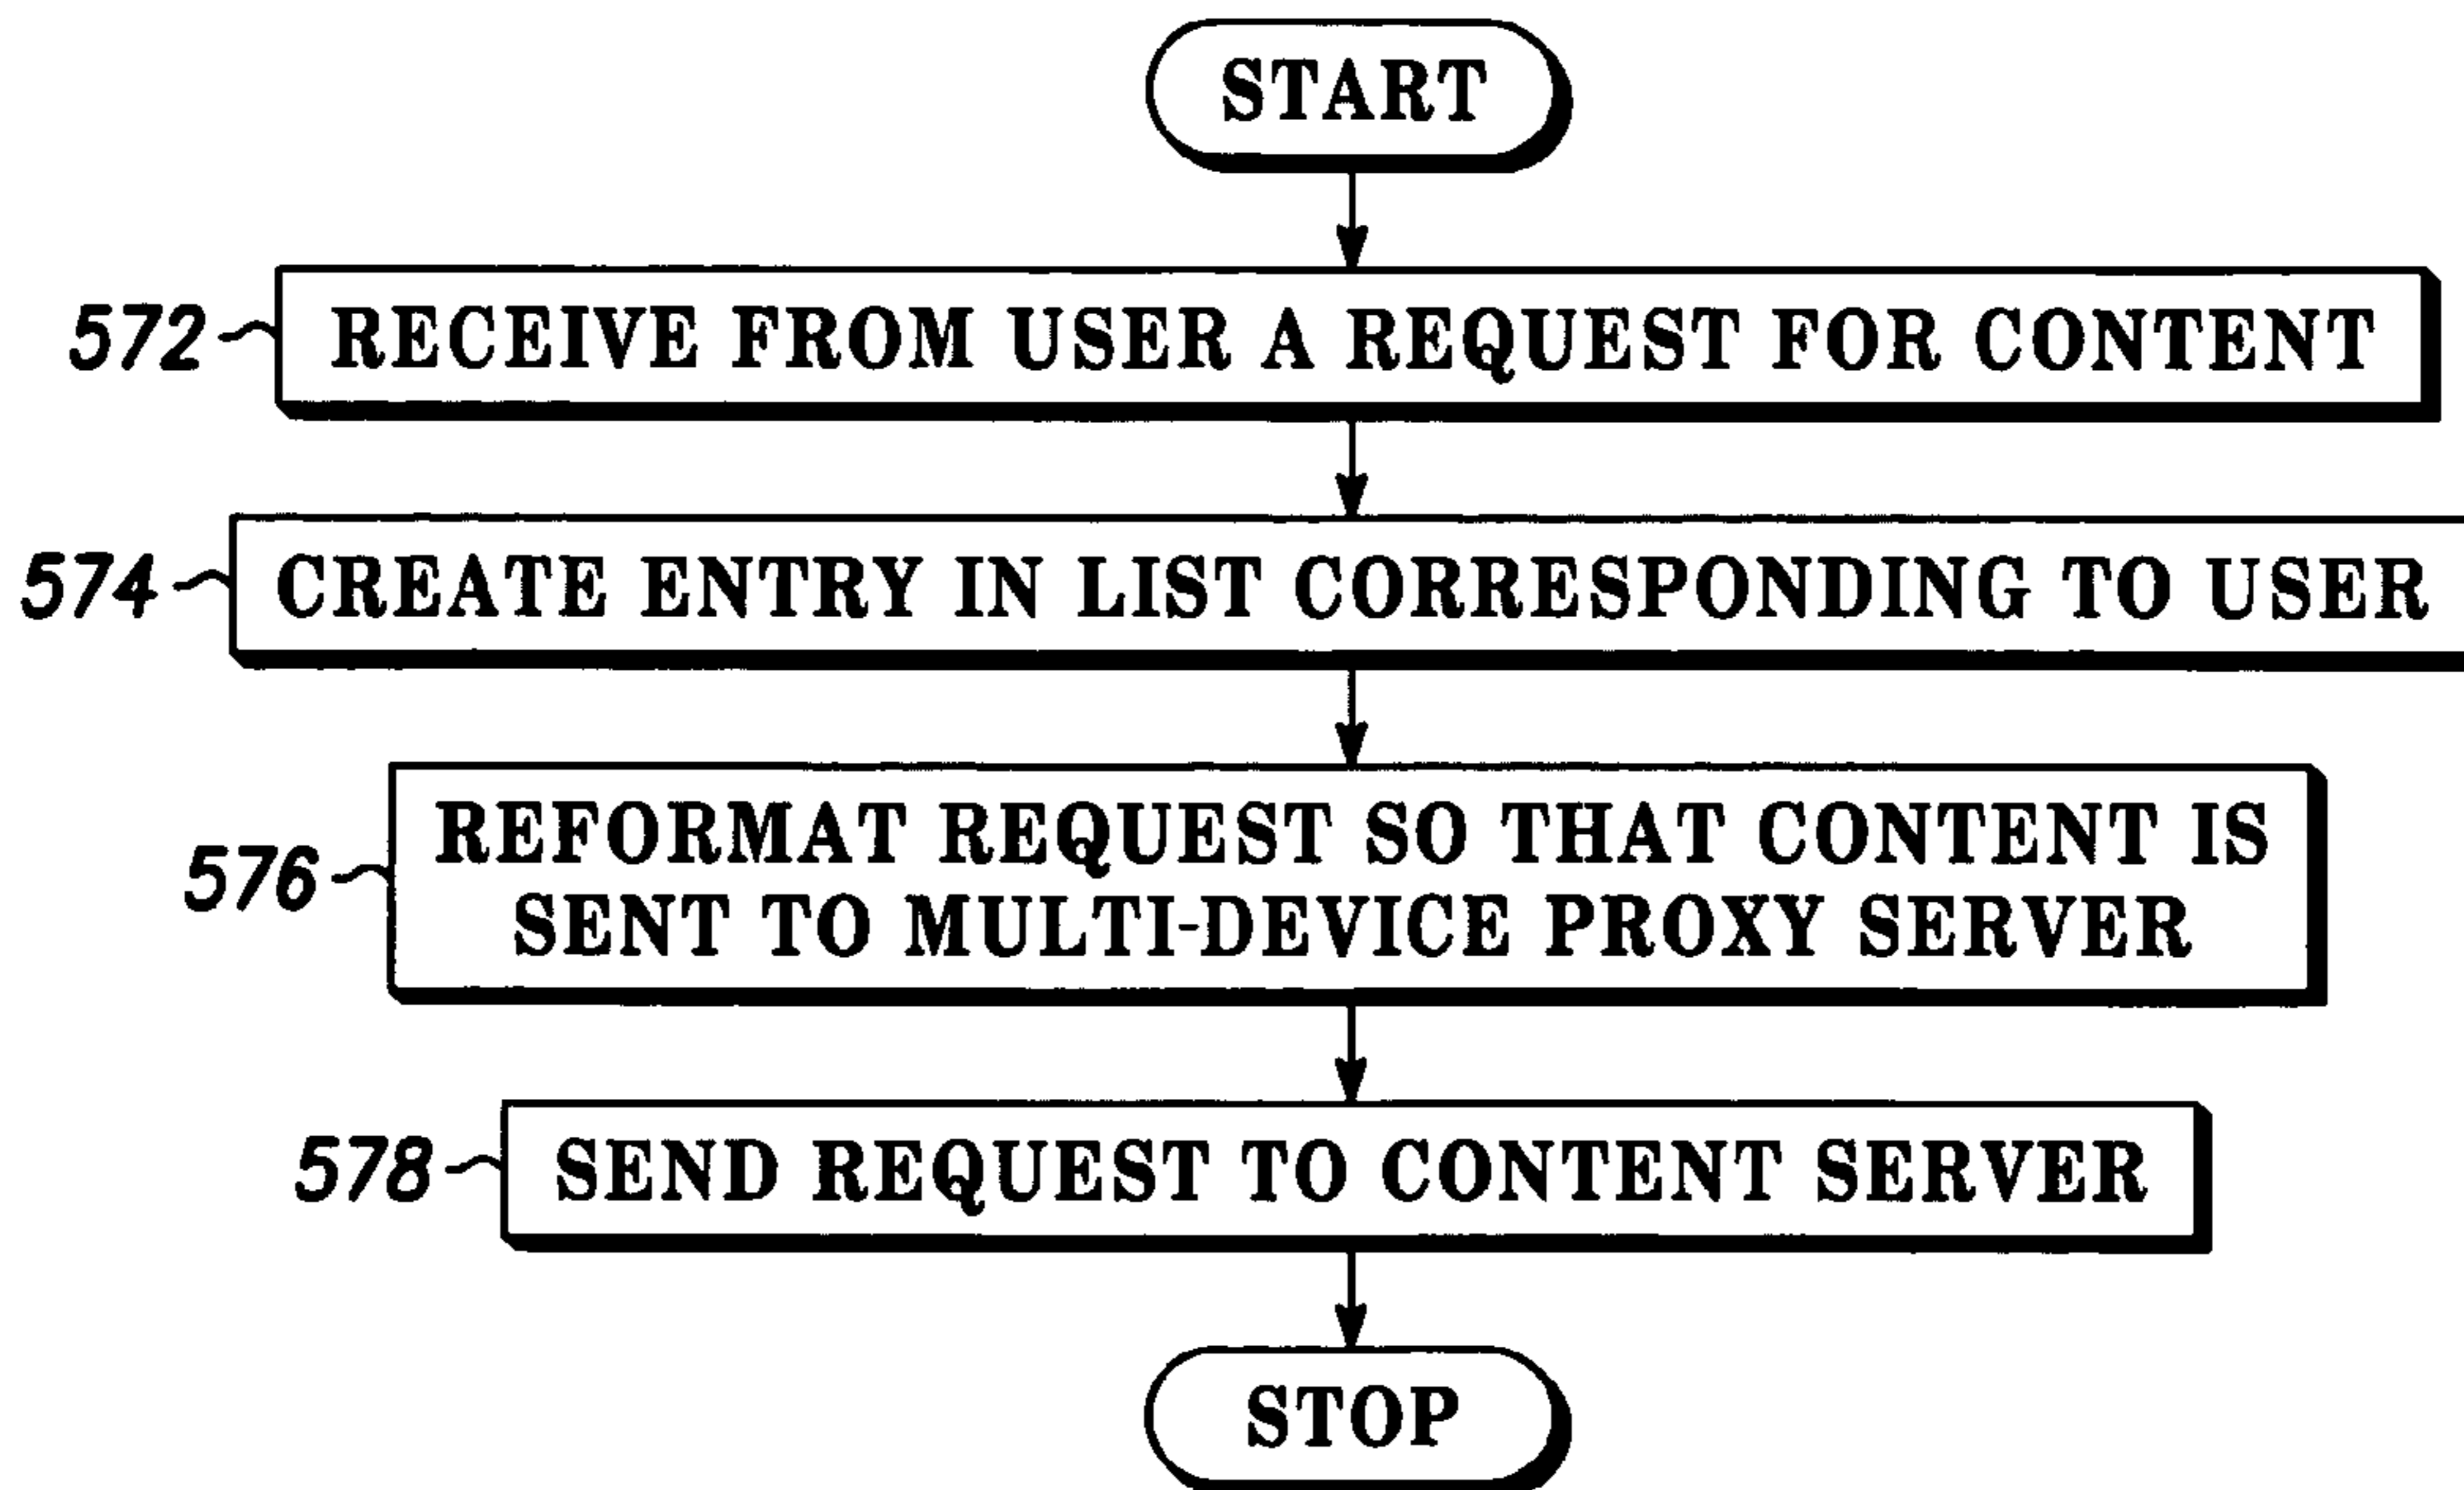 START
572 RECEIVE FROM USER A REQUEST FOR CONTENT
574 CREATE ENTRY IN LIST CORRESPONDING TO USER
576 REFORMAT REQUEST SO THAT CONTENT IS
SENT TO MULTI-DEVICE PROXY SERVER
578 SEND REQUEST TO CONTENT SERVER
STOP